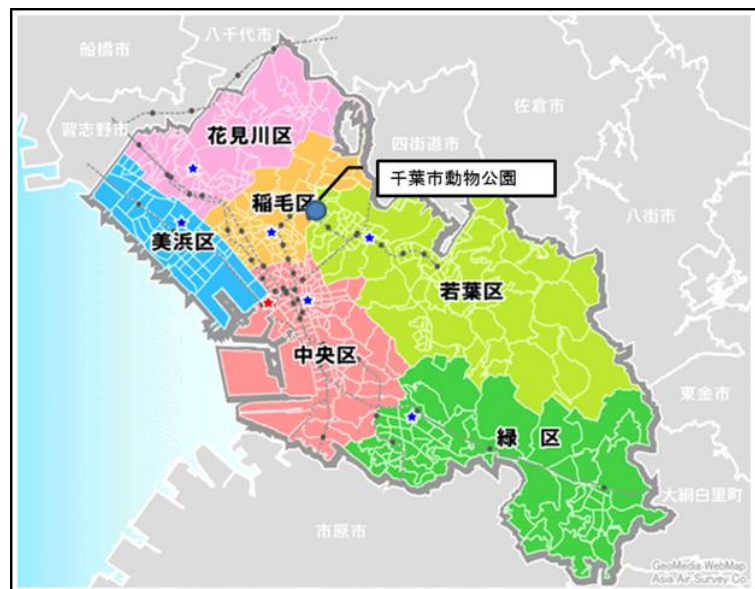 八千代市
船橋市
佐倉市
習志野市
花見川区
四街道市
千葉市動物公園
稲毛区
八街市
美浜区
若葉区
中央区
東金市
緑 区
大網白里町
市原市
GeoMedia WebMap
Asia Air Survey Co